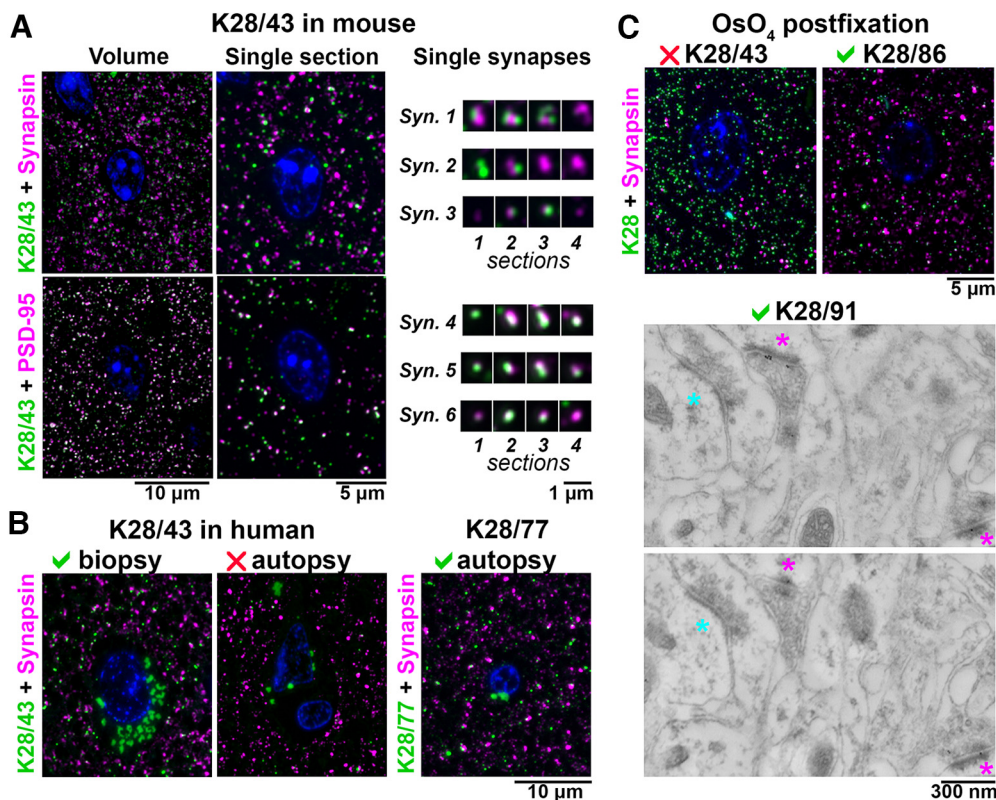 A
K28/43 in mouse
Volume
Single section
Single synapses
K28/43 + Synapsin
Syn. 1
Syn. 2
Syn. 3
1 2 3 4
sections
K28/43 + PSD-95
Syn. 4
Syn. 5
Syn. 6
1 2 3 4
sections
10 µm
5 µm
1 µm
B
K28/43 in human
biopsy
autopsy
K28/43 + Synapsin
K28/77
autopsy
K28/77 + Synapsin
10 µm
C
OsO4 postfixation
K28/43
K28/86
K28 + Synapsin
5 µm
K28/91
*
*
*
*
*
*
300 nm